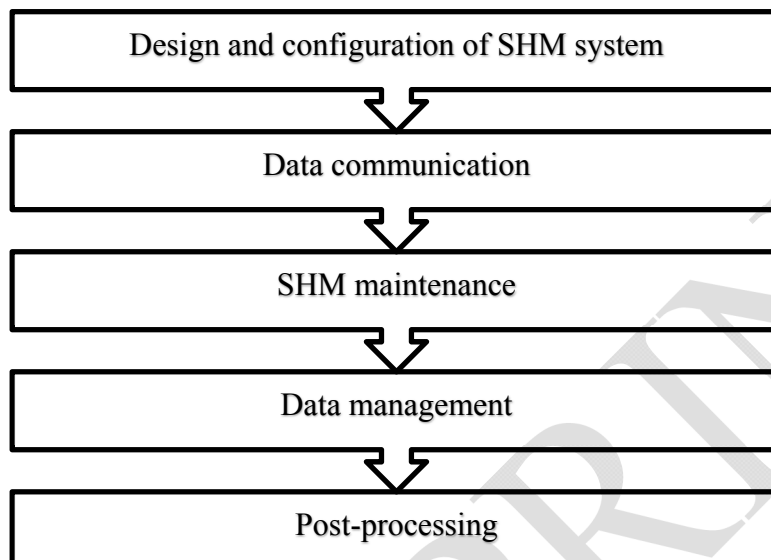 Design and configuration of SHM system
Data communication
SHM maintenance
Data management
Post-processing